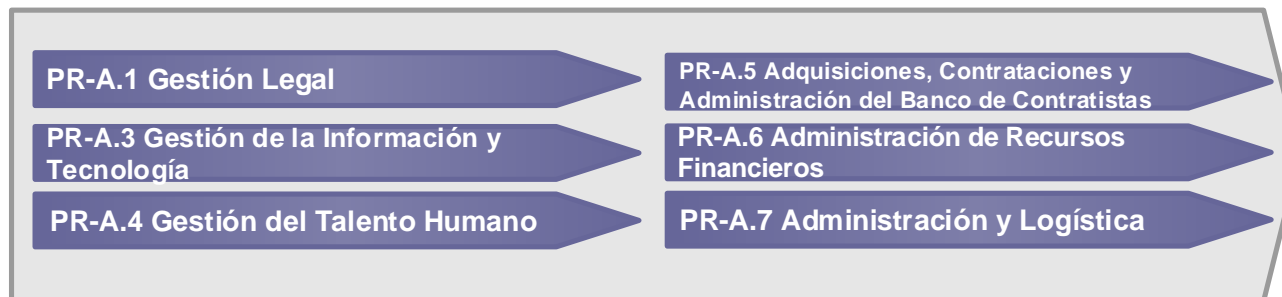 PR-A.1 Gestión Legal
PR-A.3 Gestión de la Información y
Tecnología
PR-A.4 Gestión del Talento Humano
PR-A.5 Adquisiciones, Contrataciones y
Administración del Banco de Contratistas
PR-A.6 Administración de Recursos
Financieros
PR-A.7 Administración y Logística